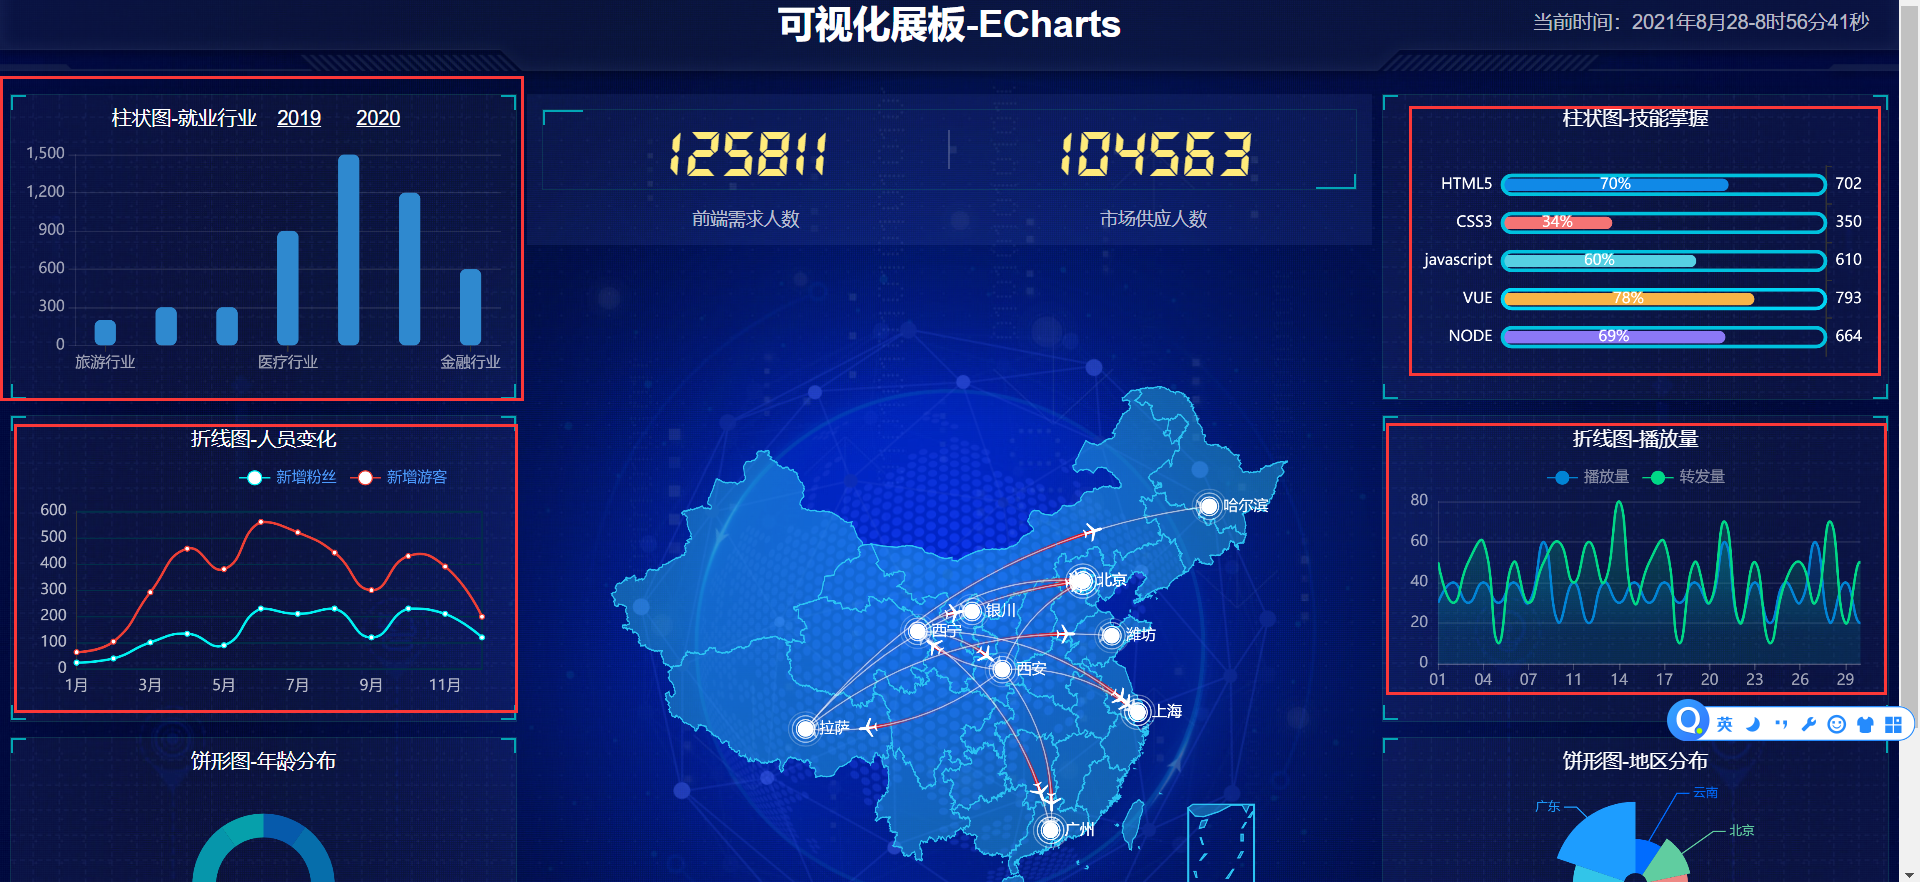 可视化展板-ECharts
当前时间：2021年8月28-8时56分41秒
柱状图-就业行业 2019 2020
1,500
1,200
900
600
300
0
旅游行业 医疗行业 金融行业
折线图-人员变化
新增粉丝 新增游客
600
500
400
300
200
100
0
1月 3月 5月 7月 9月 11月
饼形图-年龄分布
125811 104563
前端需求人数 市场供应人数
哈尔滨
北京
银川
西宁
潍坊
西安
上海
拉萨
广州
柱状图-技能掌握
HTML5 70% 702
CSS3 34% 350
javascript 60% 610
VUE 78% 793
NODE 69% 664
折线图-播放量
播放量 转发量
80
60
40
20
0
01 04 07 11 14 17 20 23 26 29
英
饼形图-地区分布
云南
广东
北京